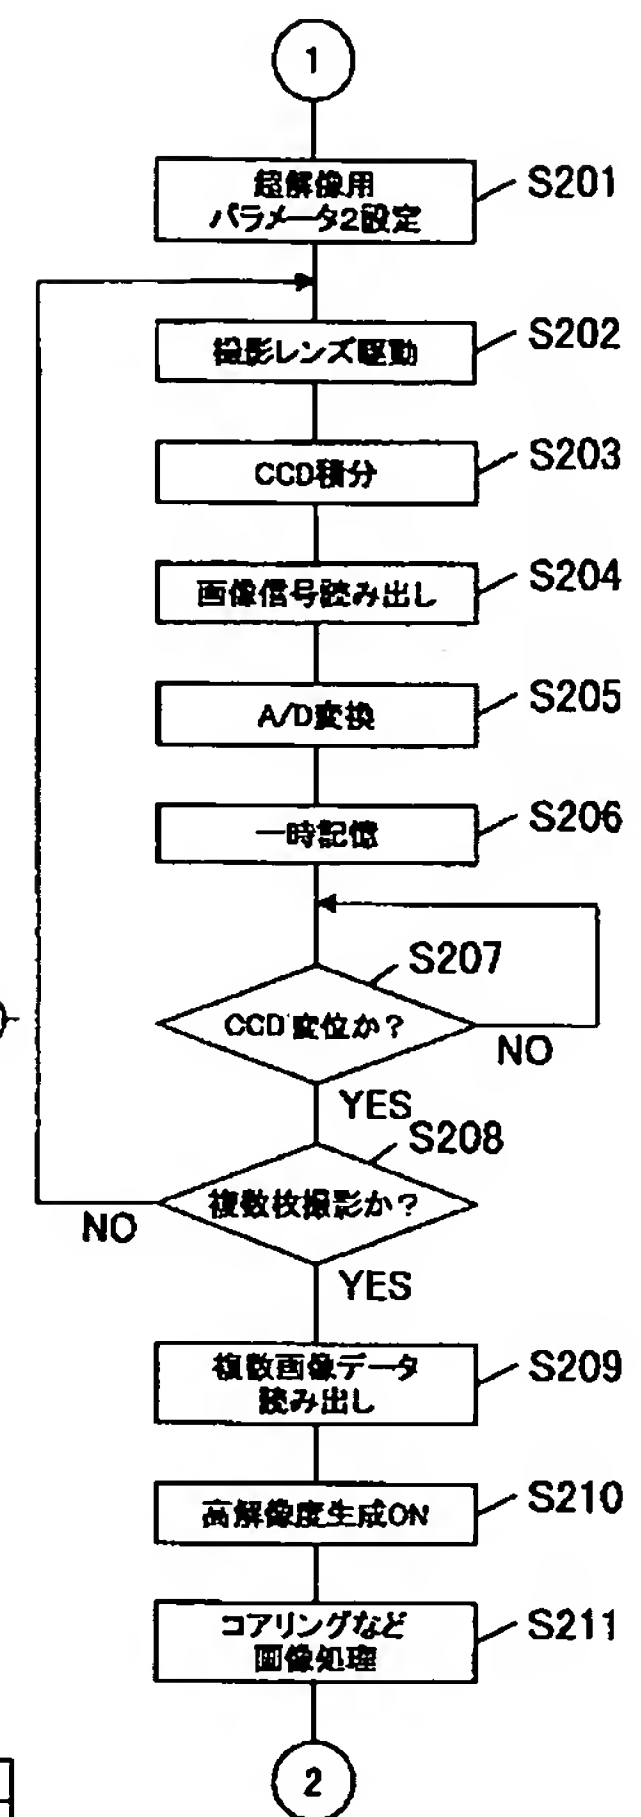 1
超解像用
パラメータ2設定
S201
撮影レンズ駆動
S202
CCD積分
S203
画像信号読み出し
S204
A/D変換
S205
一時記憶
S206
S207
CCD変位か?
NO
YES
S208
複数枚撮影か?
NO
YES
複数画像データ
読み出し
S209
高解像度生成ON
S210
コアリングなど
画像処理
S211
2